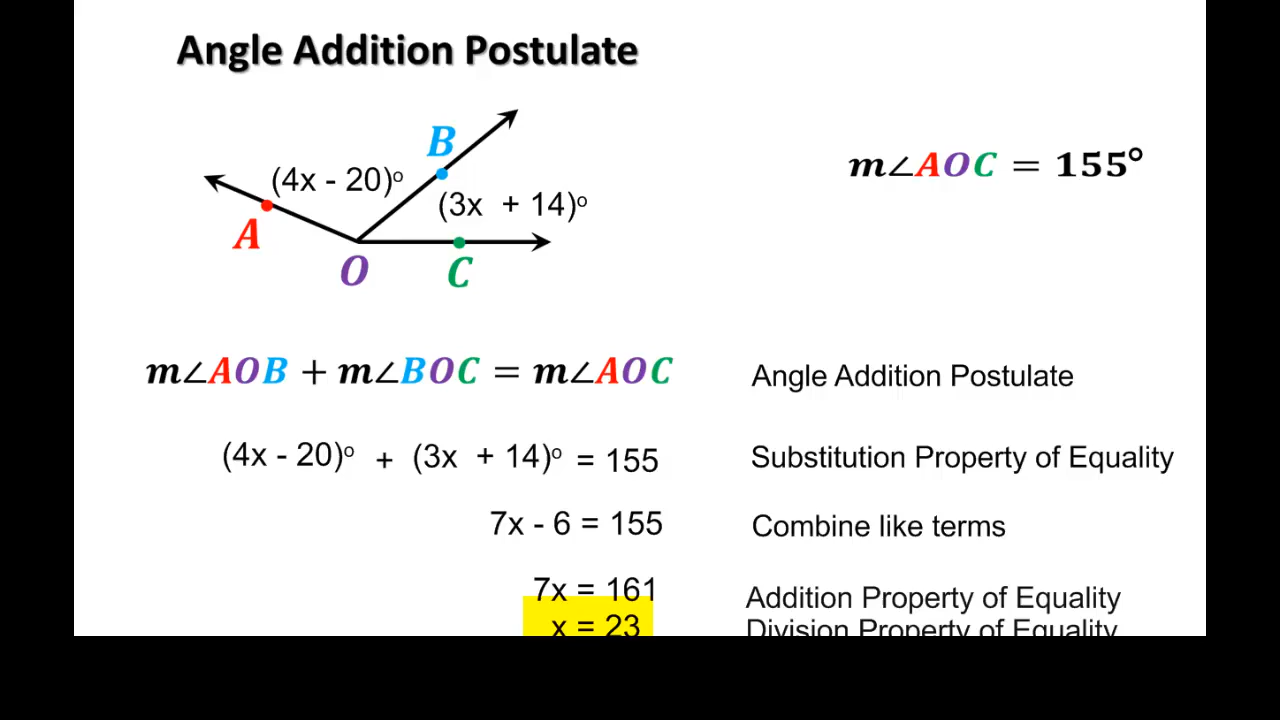 Angle Addition Postulate
B
(4x - 20)º
m∠AOC = 155°
(3x + 14)º
A
O
C
m∠AOB + m∠BOC = m∠AOC
Angle Addition Postulate
(4x - 20)º + (3x + 14)º = 155
Substitution Property of Equality
7x - 6 = 155
Combine like terms
7x = 161
Addition Property of Equality
x = 23
Division Property of Equality